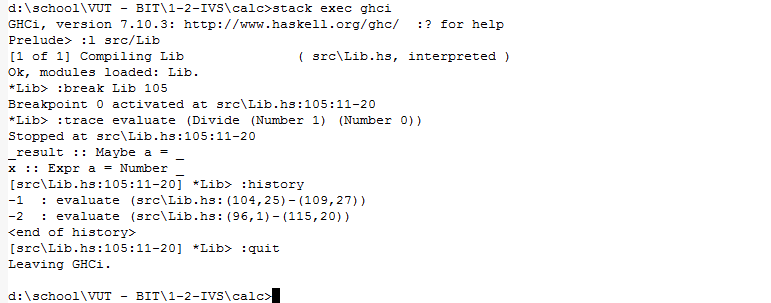 d:\school\VUT - BIT\1-2-IVS\calc>stack exec ghci
GHCi, version 7.10.3: http://www.haskell.org/ghc/  :? for help
Prelude> :l src/Lib
[1 of 1] Compiling Lib              ( src\Lib.hs, interpreted )
Ok, modules loaded: Lib.
*Lib> :break Lib 105
Breakpoint 0 activated at src\Lib.hs:105:11-20
*Lib> :trace evaluate (Divide (Number 1) (Number 0))
Stopped at src\Lib.hs:105:11-20
_result :: Maybe a = _
x :: Expr a = Number _
[src\Lib.hs:105:11-20] *Lib> :history
-1  : evaluate (src\Lib.hs:(104,25)-(109,27))
-2  : evaluate (src\Lib.hs:(96,1)-(115,20))
<end of history>
[src\Lib.hs:105:11-20] *Lib> :quit
Leaving GHCi.
d:\school\VUT - BIT\1-2-IVS\calc>